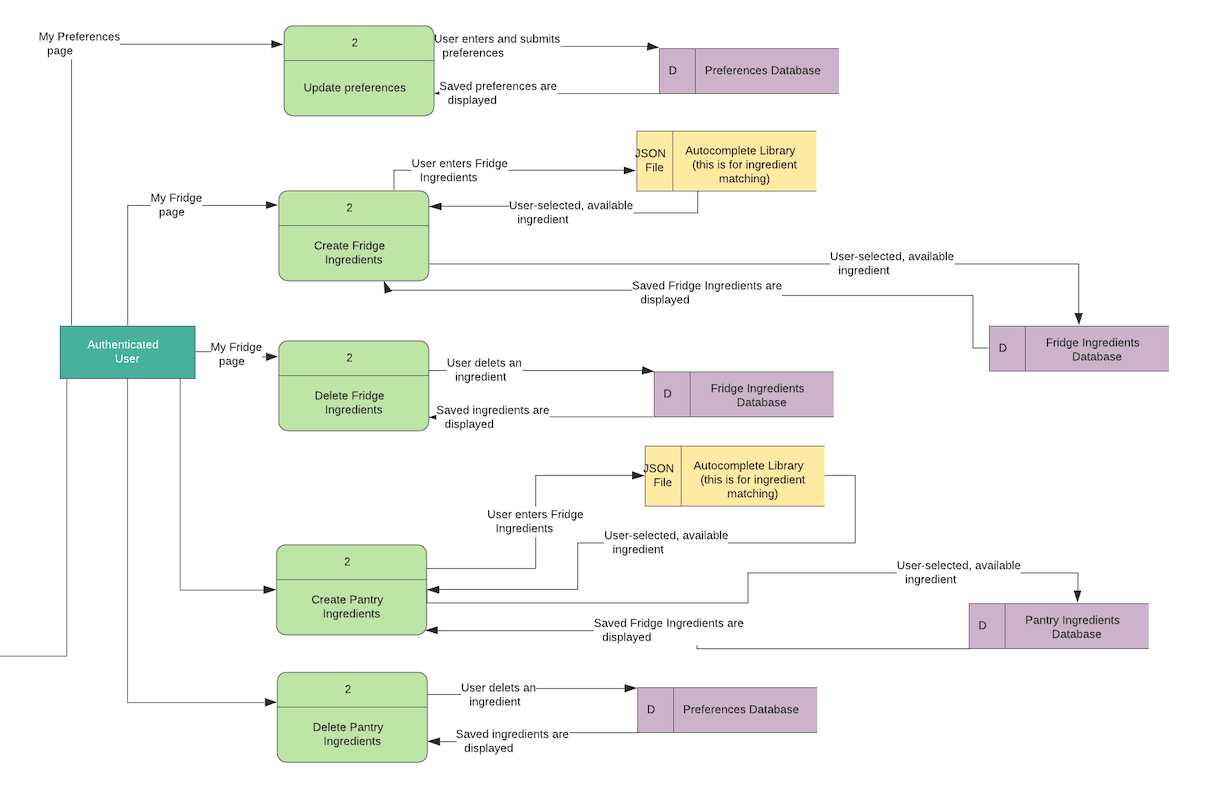 My Preferences
page
2
Update preferences
User enters and submits
preferences
Saved preferences are
displayed
D
Preferences Database
User enters Fridge
Ingredients
JSON
File
Autocomplete Library
(this is for ingredient
matching)
My Fridge
page
2
Create Fridge
Ingredients
User-selected, available
ingredient
User-selected, available
ingredient
Saved Fridge Ingredients are
displayed
D
Fridge Ingredients
Database
Authenticated
User
My Fridge
page
2
Delete Fridge
Ingredients
User delets an
ingredient
Saved ingredients are
displayed
D
Fridge Ingredients
Database
JSON
File
Autocomplete Library
(this is for ingredient
matching)
User enters Fridge
Ingredients
User-selected, available
ingredient
2
Create Pantry
Ingredients
User-selected, available
ingredient
Saved Fridge Ingredients are
displayed
D
Pantry Ingredients
Database
2
Delete Pantry
Ingredients
User delets an
ingredient
Saved ingredients are
displayed
D
Preferences Database